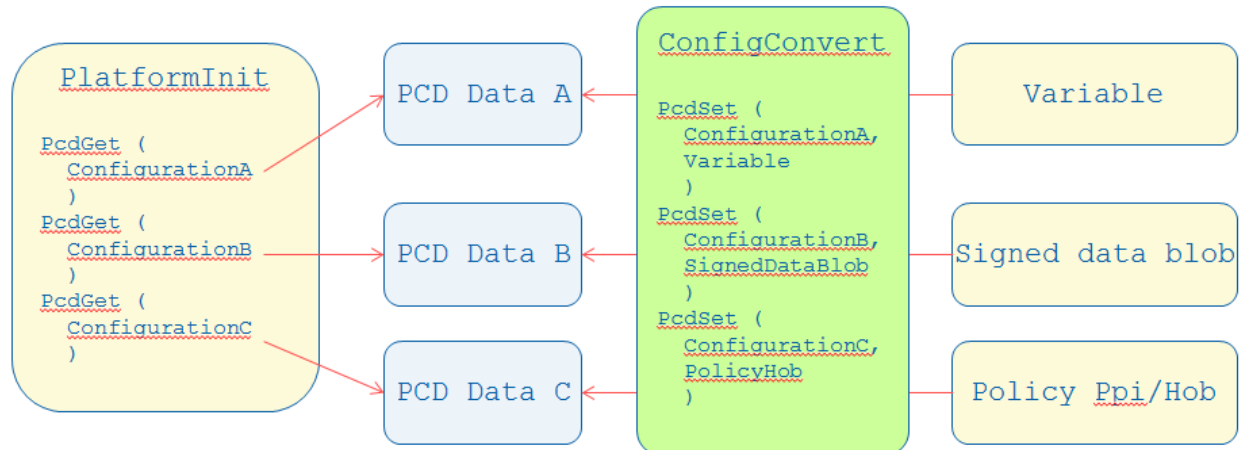 PlatformInit
PcdGet (
ConfigurationA
)
PcdGet (
ConfigurationB
)
PcdGet (
ConfigurationC
)
PCD Data A
PCD Data B
PCD Data C
ConfigConvert
PcdSet (
ConfigurationA,
Variable
)
PcdSet (
ConfigurationB,
SignedDataBlob
)
PcdSet (
ConfigurationC,
PolicyHob
)
Variable
Signed data blob
Policy Ppi/Hob